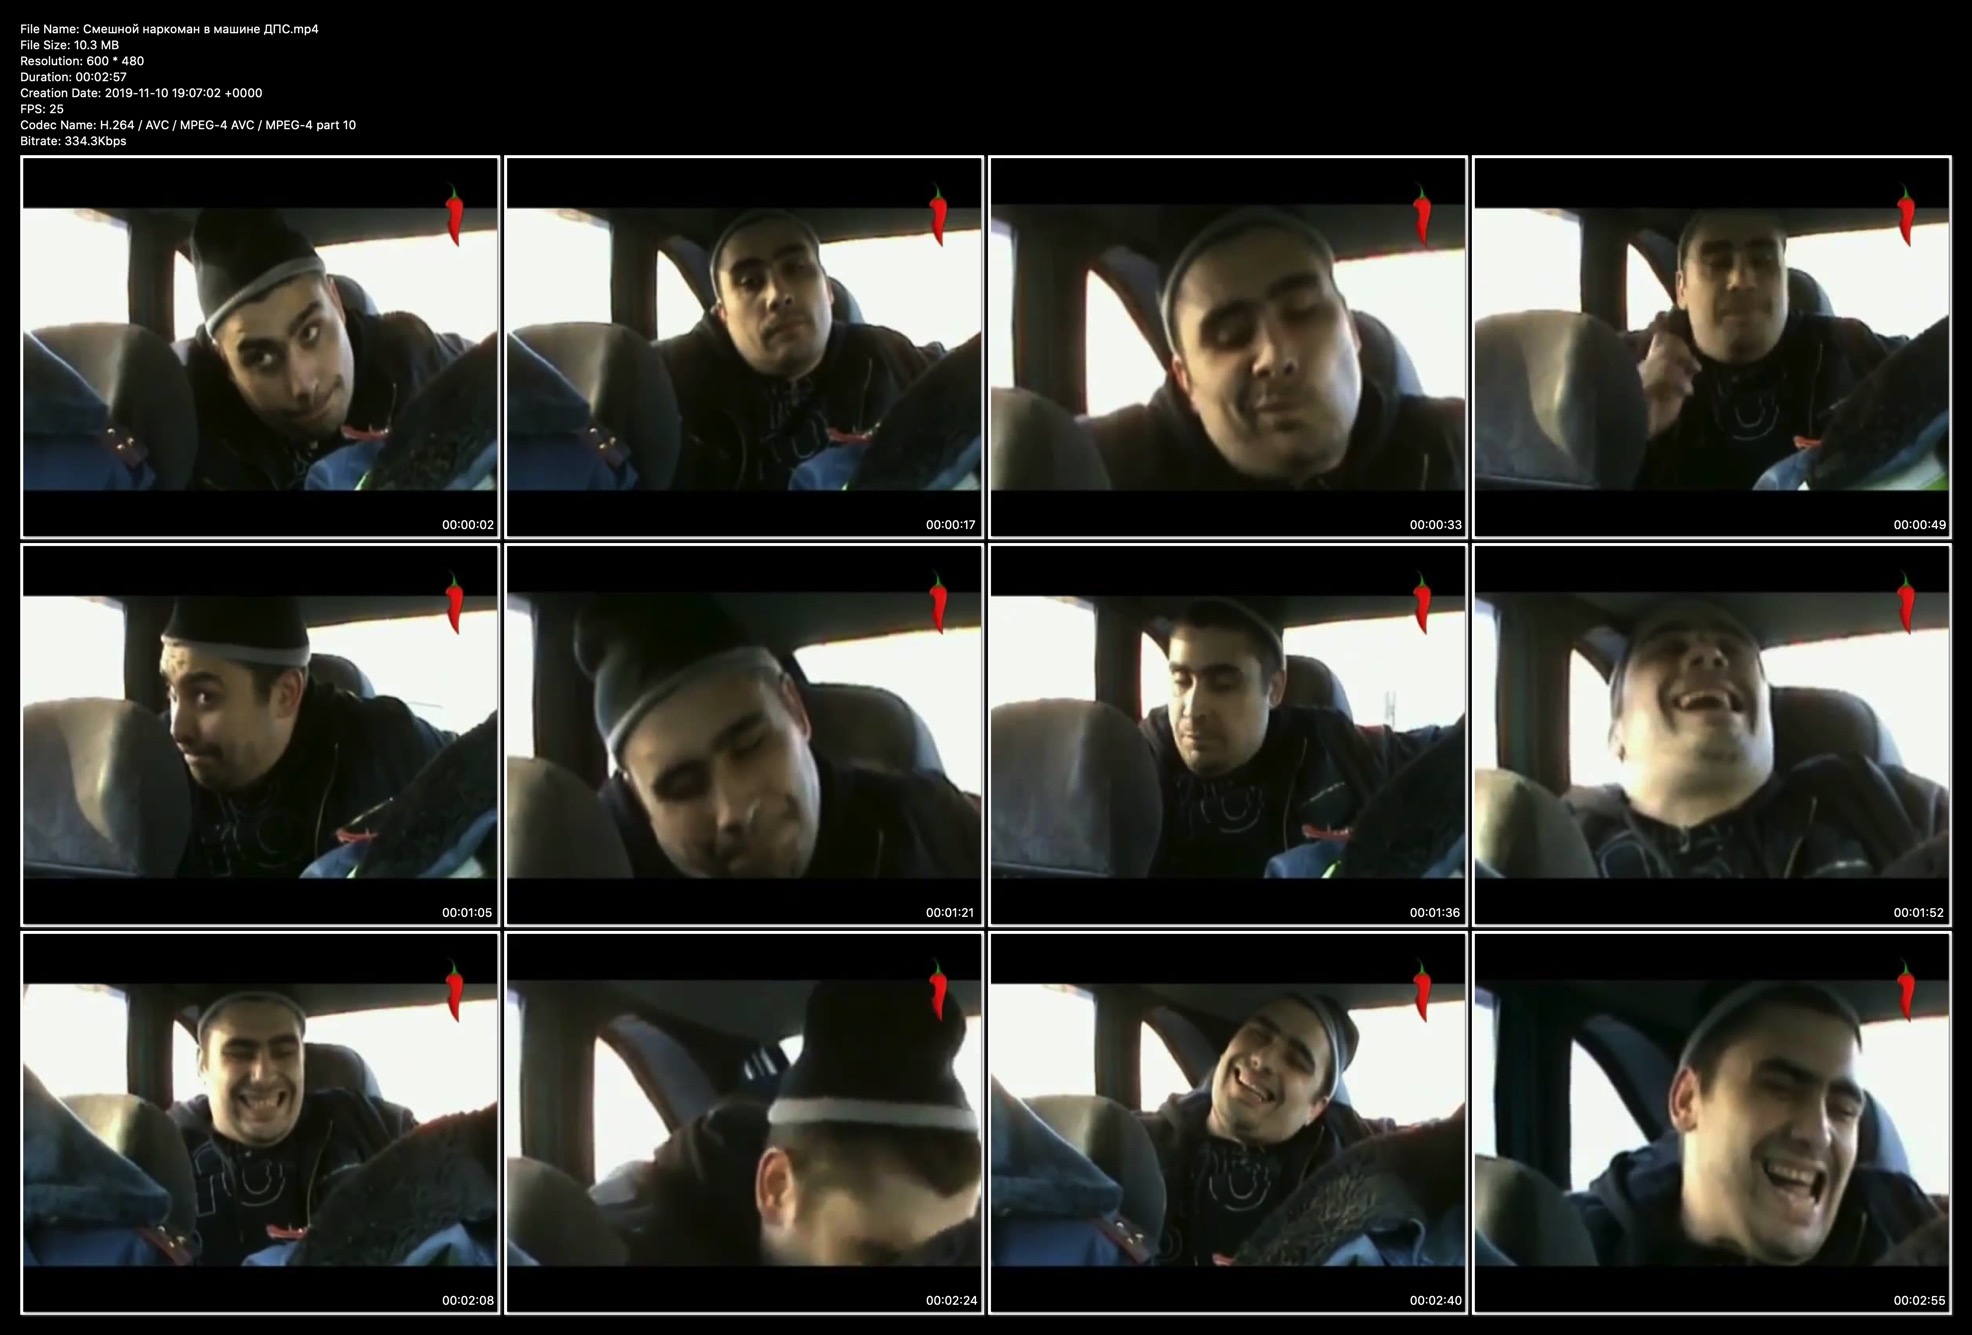 File Name: Смешной наркоман в машине ДПС.mp4
File Size: 10.3 MB
Resolution: 600 * 480
Duration: 00:02:57
Creation Date: 2019-11-10 19:07:02 +0000
FPS: 25
Codec Name: H.264 / AVC / MPEG-4 AVC / MPEG-4 part 10
Bitrate: 334.3Kbps
00:00:02
00:00:17
00:00:33
00:00:49
00:01:05
00:01:21
00:01:36
00:01:52
00:02:08
00:02:24
00:02:40
00:02:55